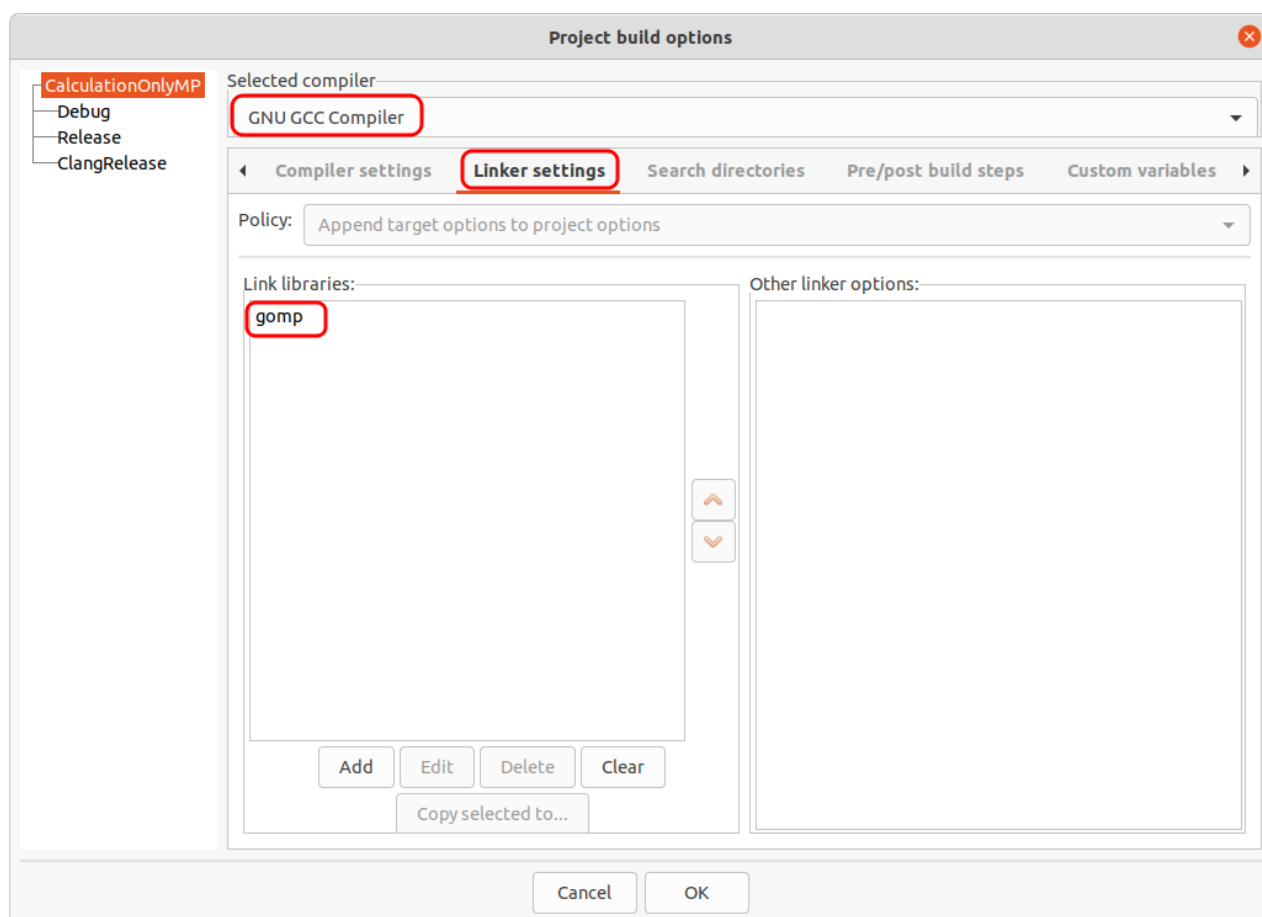 Project build options
CalculationOnlyMP
Debug
Release
ClangRelease
Selected compiler
GNU GCC Compiler
Compiler settings Linker settings Search directories Pre/post build steps Custom variables
Policy: Append target options to project options
Link libraries:
gomp
Other linker options:
Add Edit Delete Clear
Copy selected to...
Cancel OK